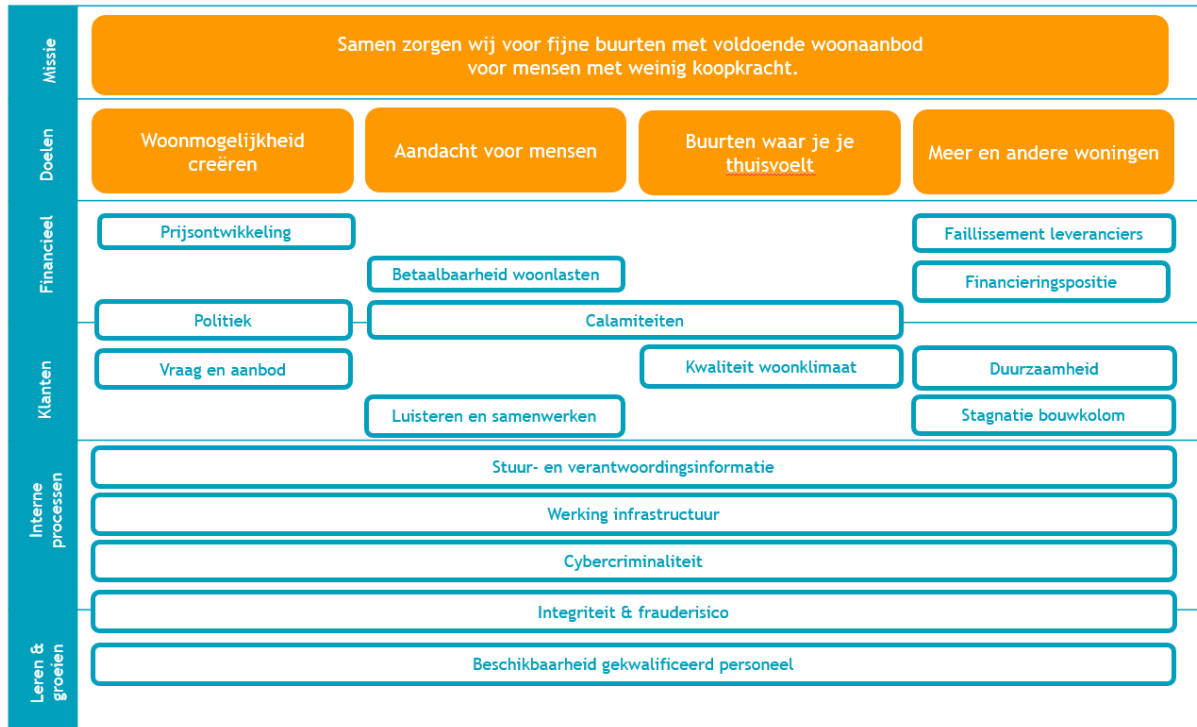 Missie
Samen zorgen wij voor fijne buurten met voldoende woonaanbod
voor mensen met weinig koopkracht.
Doelen
Woonmogelijkheid
creëren
Aandacht voor mensen
Buurten waar je je
thuisvoelt
Meer en andere woningen
Financieel
Prijsontwikkeling
Faillissement leveranciers
Betaalbaarheid woonlasten
Financieringspositie
Politiek
Calamiteiten
Klanten
Vraag en aanbod
Kwaliteit woonklimaat
Duurzaamheid
Luisteren en samenwerken
Stagnatie bouwkolom
Interne
processen
Stuur- en verantwoordingsinformatie
Werking infrastructuur
Cybercriminaliteit
Integriteit & frauderisico
Leren &
groeien
Beschikbaarheid gekwalificeerd personeel